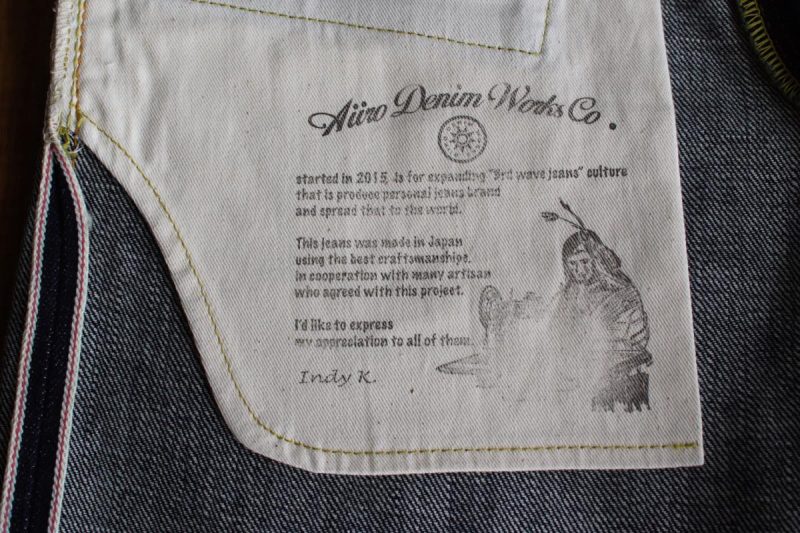 Aiiro Denim Works Co.
started in 2015, is for expanding "3rd wave jeans" culture
that is produce personal jeans brand
and spread that to the world.
This jeans was made in Japan
using the best craftsmanships.
in cooperation with many artisan
who agreed with this project.
I'd like to express
my appreciation to all of them.
Indy K.